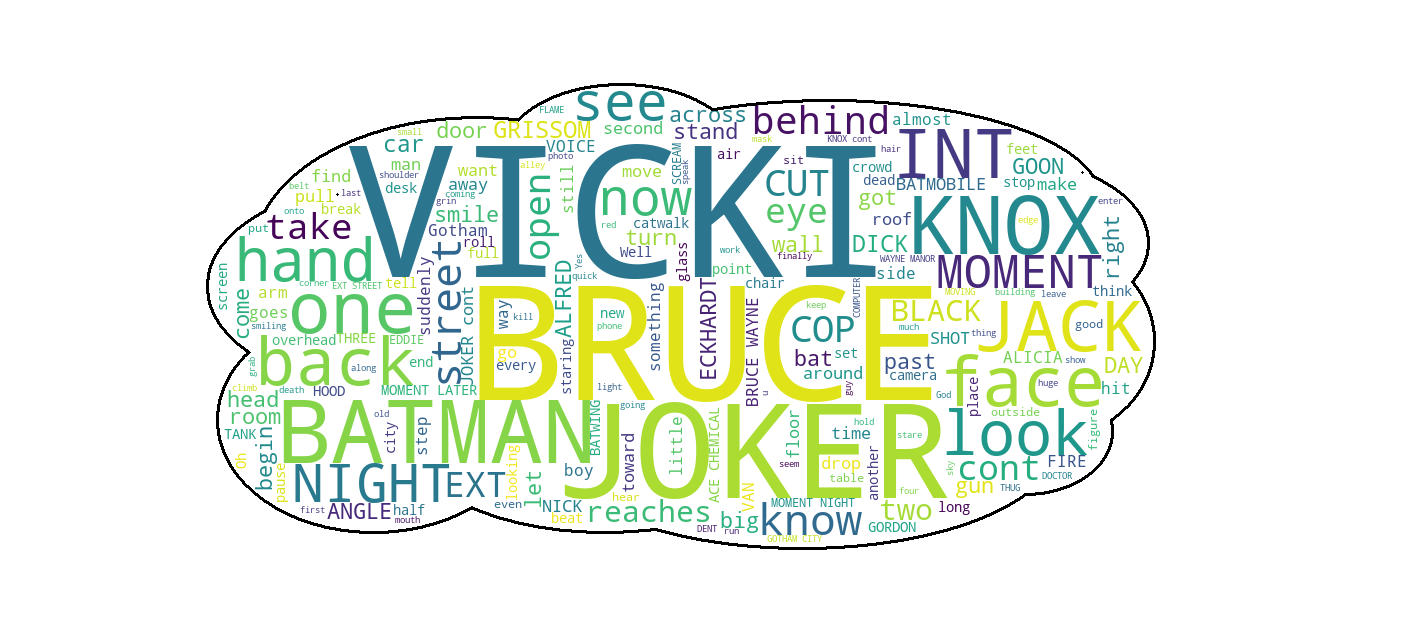 FLAME
see
across
behind
almost
small
door
GRISSOM
second
stand
KNOX cont
hair
INT
car
VOICE
SCREAM
mask
feet
man
photo
air
sit
crowd
GOON
shoulder
want
alley
VICKI
move
speak
CUT
dead
BATMOBILE
stop
make
find
desk
away
coming
still
belt
pull
last
grin
open
now
eye
got
KNOX
enter
onto
break
smile
catwalk
roof
edge
put
take
Gotham
red
turn
wall
DICK
right
roll
Well
work
full
Yes
glass
finally
WAYNE MANOR
hand
street
quick
point
side
MOMENT
screen
corner
EXT STREET
tell
suddenly
chair
COMPUTER
MOVING
building
leave
think
arm
come
goes
one
JOKER cont
ALFRED
something
ECKHARDT
BRUCE
keep
BLACK
JACK
smiling
way
new
kill
phone
BRUCE WAYNE
COP
much
SHOT
thing
good
overhead
THREE
EDDIE
go
back
end
every
staring
bat
set
past
ALICIA
show
DAY
grab
along
around
camera
face
huge
climb
death
HOOD
MOMENT LATER
light
u
guy
God
place
hit
head
room
old
BATMAN
BATWING
going
JOKER
outside
figure
TANK
city
step
little
ACE CHEMICAL
floor
hold
time
stare
look
begin
Oh
pause
looking
toward
seem
another
drop
sky
cont
FIRE
NIGHT
EXT
let
boy
table
DOCTOR
gun
THUG
VAN
four
hear
first
ANGLE
half
even
NICK
reaches
MOMENT NIGHT
two
long
mouth
beat
DENT
run
big
know
GORDON
GOTHAM CITY